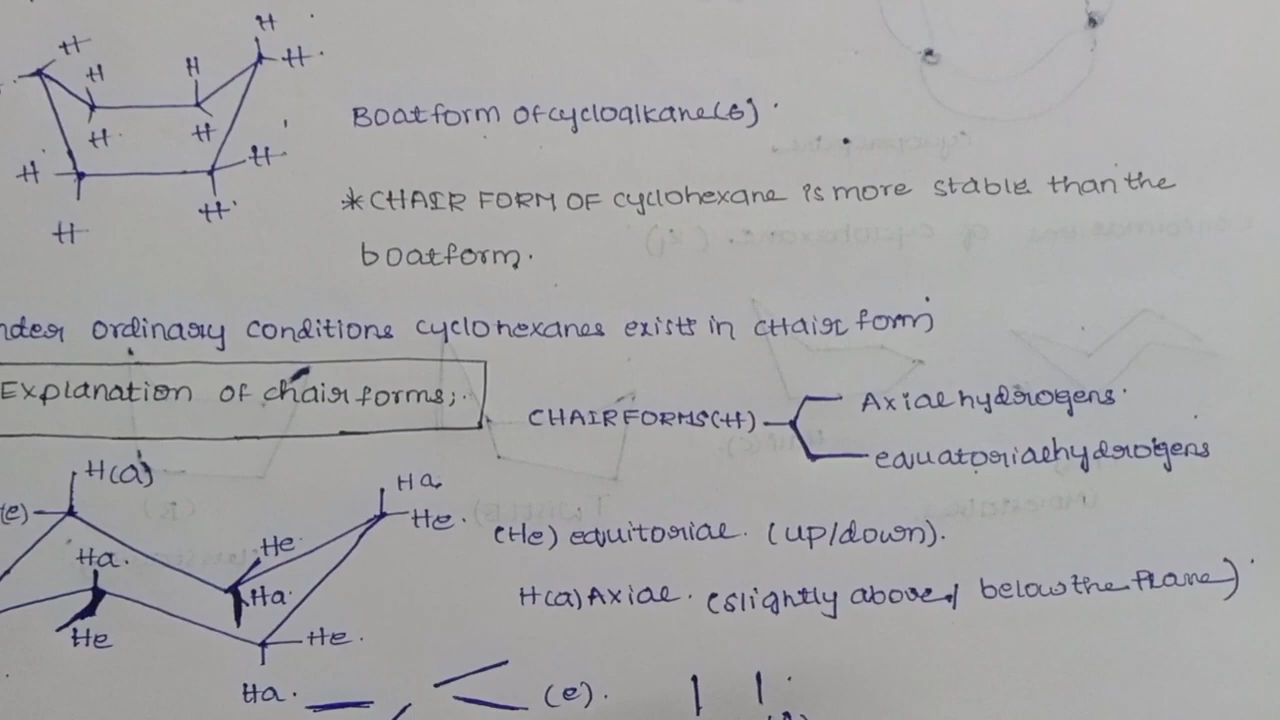 H
H
H
H
H
H
H
H
H
H
H
Boatform of cycloalkane(6).
* CHAIR FORM OF cyclohexane is more stable than the
boatform.
nder ordinary conditions cyclohexanes exists in CHair form
Explanation of chair forms;.
CHAIRFORMS(H)
Axial hydrogens.
equatorial hydrogens
H(a)
(e)
Ha
He.
He
Ha.
Ha
He
He.
Ha.
(He) equitorial. (up/down).
H(a) Axial. (slightly above/ below the Plane)
(e).